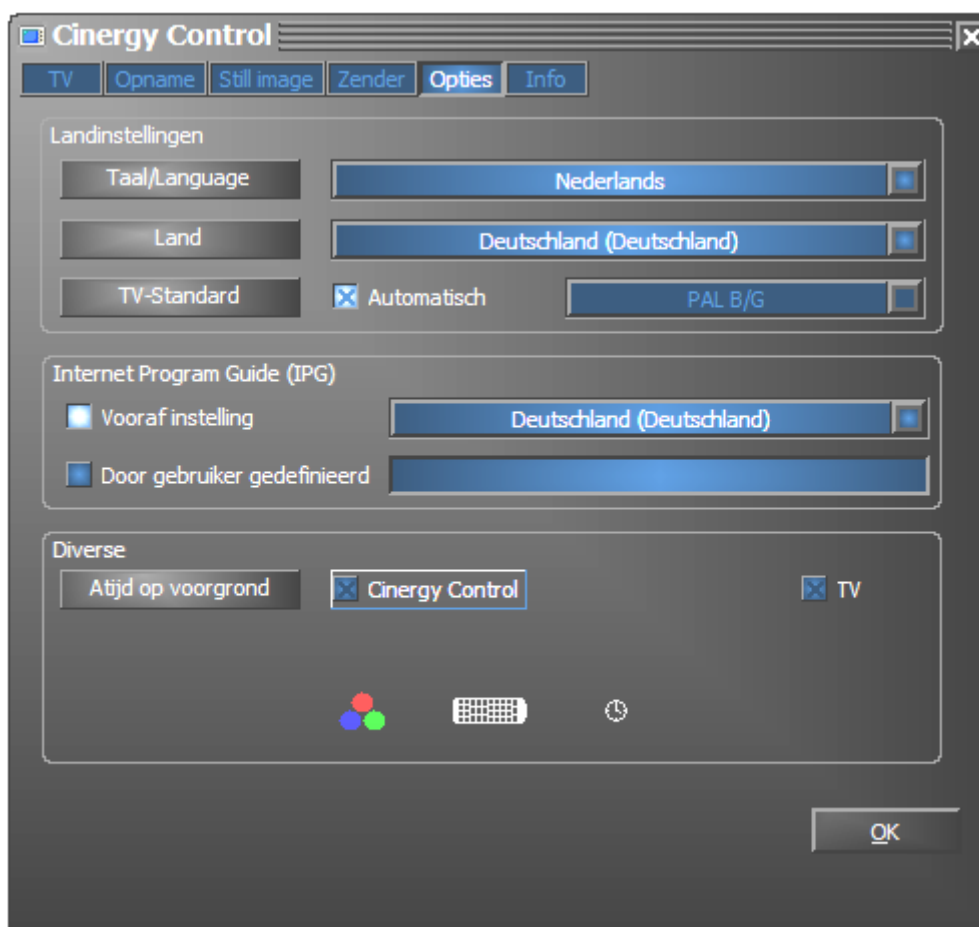 Cinergy Control
TV Opname Still image Zender Opties Info
Landinstellingen
Taal/Language Nederlands
Land Deutschland (Deutschland)
TV-Standard Automatisch PAL B/G
Internet Program Guide (IPG)
Vooraf instelling Deutschland (Deutschland)
Door gebruiker gedefinieerd
Diverse
Atijd op voorgrond Cinergy Control TV
OK